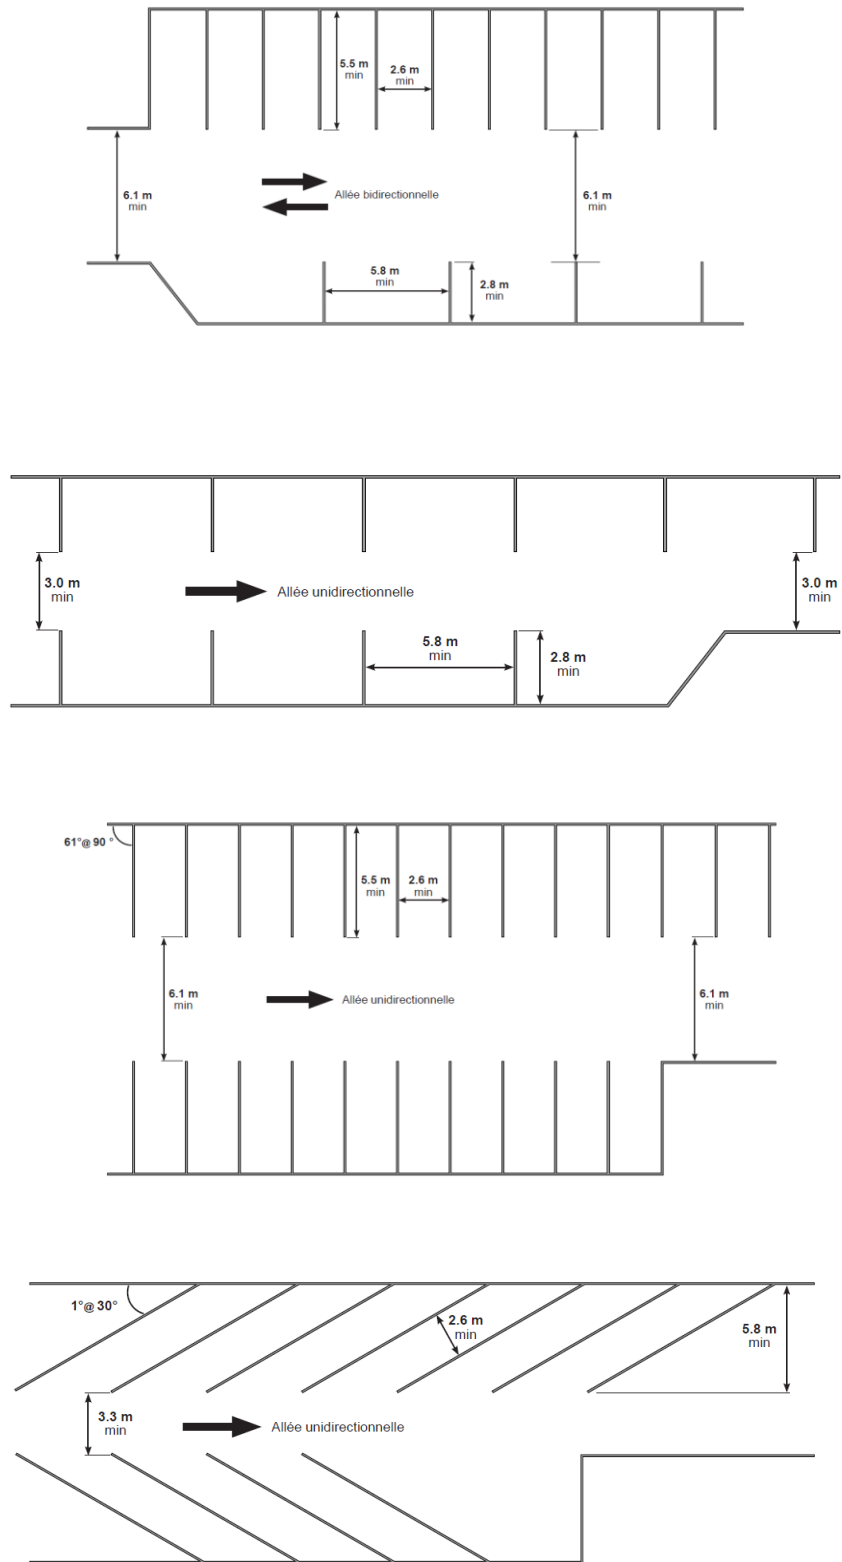 5.5 m
min
2.6 m
min
6.1 m
min
Allée bidirectionnelle
6.1 m
min
5.8 m
min
2.8 m
min
3.0 m
min
Allée unidirectionnelle
3.0 m
min
5.8 m
min
2.8 m
min
61°@ 90 °
5.5 m
min
2.6 m
min
6.1 m
min
Allée unidirectionnelle
6.1 m
min
1°@ 30°
2.6 m
min
5.8 m
min
3.3 m
min
Allée unidirectionnelle